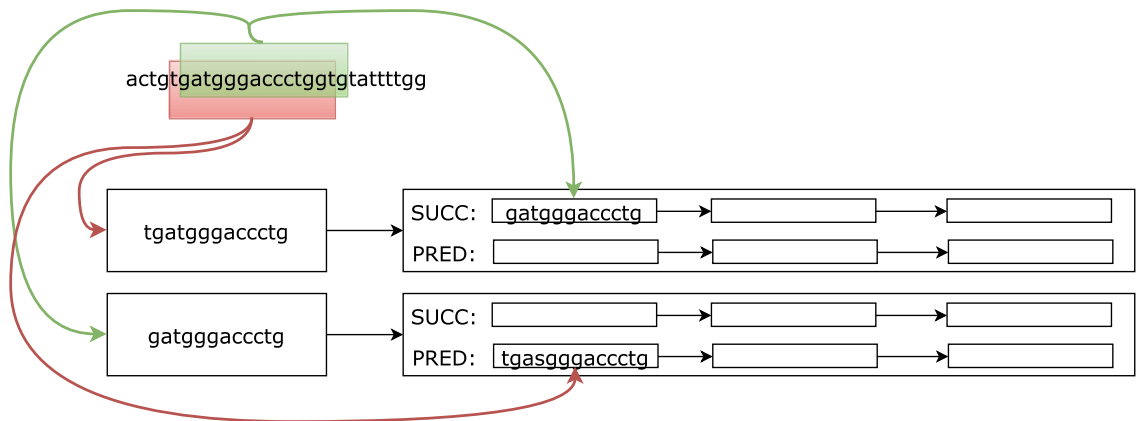 actgtgatgggaccctggtgtattttgg
SUCC: gatgggaccctg
tgatgggaccctg
PRED:
SUCC:
gatgggaccctg
PRED: tgasgggaccctg